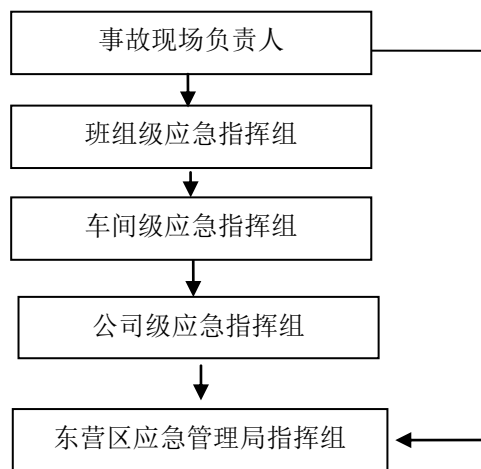 事故现场负责人
班组级应急指挥组
车间级应急指挥组
公司级应急指挥组
东营区应急管理局指挥组